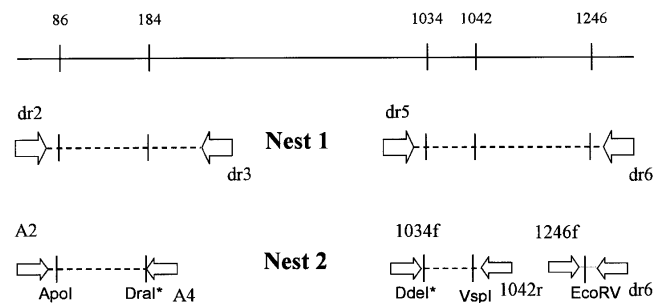 86 184 1034 1042 1246
dr2 dr5
Nest 1
dr3 dr6
A2 1034f 1246f
Nest 2
ApoI DraI* A4 DdeI* VspI 1042r EcoRV dr6